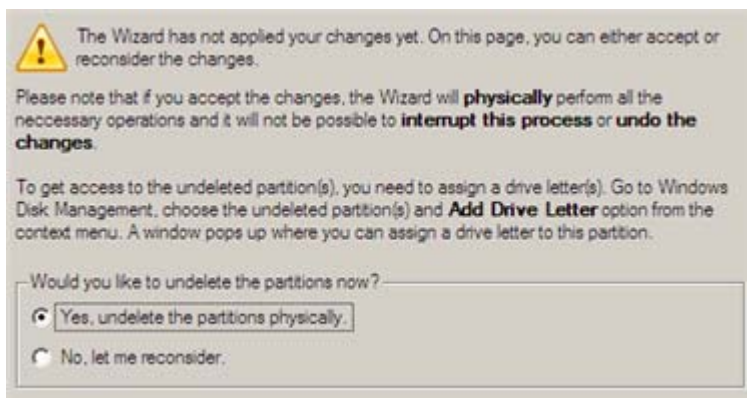 The Wizard has not applied your changes yet. On this page, you can either accept or
reconsider the changes.
Please note that if you accept the changes, the Wizard will physically perform all the
neccessary operations and it will not be possible to interrupt this process or undo the
changes.
To get access to the undeleted partition(s), you need to assign a drive letter(s). Go to Windows
Disk Management, choose the undeleted partition(s) and Add Drive Letter option from the
context menu. A window pops up where you can assign a drive letter to this partition.
Would you like to undelete the partitions now?
Yes, undelete the partitions physically.
No, let me reconsider.